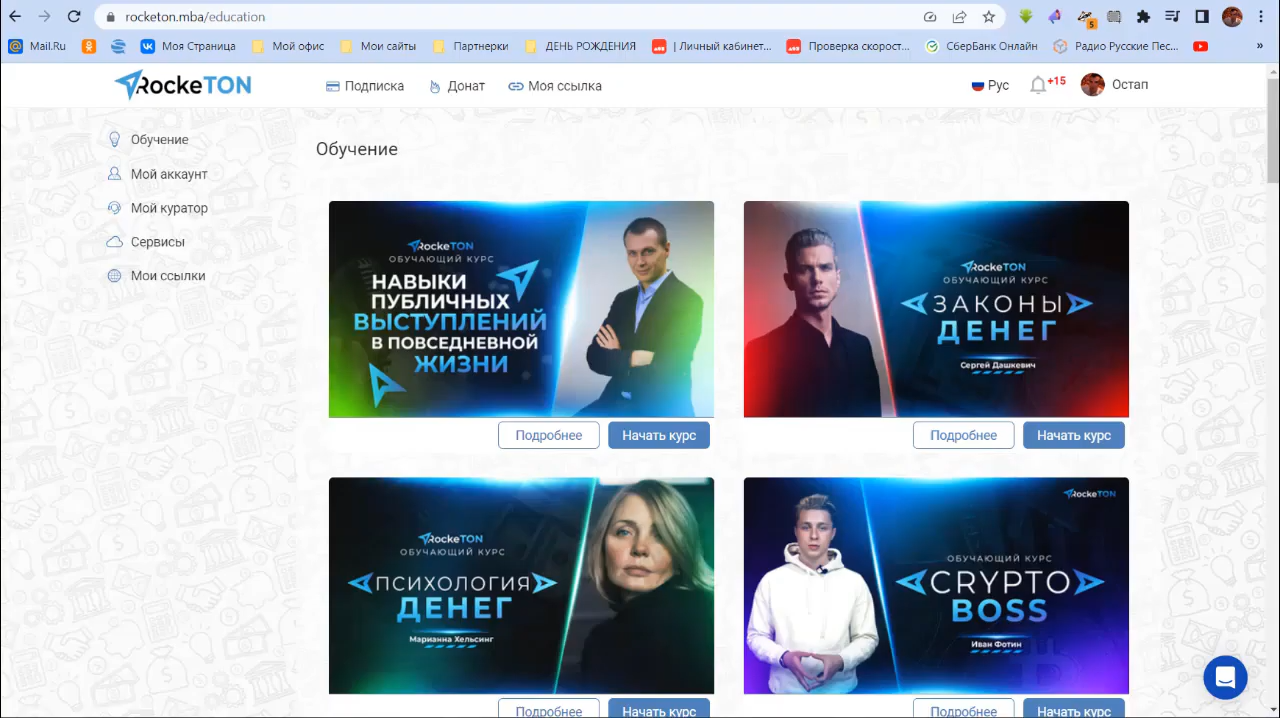 rocketon.mba/education
5
Mail.Ru
Моя Страница
Мой офис
Мои сайты
Партнерки
ДЕНЬ РОЖДЕНИЯ
| Личный кабинет...
Проверка скорост...
СберБанк Онлайн
Радио Русские Пес...
»
RockeTON
Подписка
Донат
Моя ссылка
Рус
+15
Остап
Обучение
Мой аккаунт
Мой куратор
Сервисы
Мои ссылки
Обучение
RockeTON
ОБУЧАЮЩИЙ КУРС
НАВЫКИ
ПУБЛИЧНЫХ
ВЫСТУПЛЕНИЙ
В ПОВСЕДНЕВНОЙ
ЖИЗНИ
Подробнее
Начать курс
RockeTON
ОБУЧАЮЩИЙ КУРС
ЗАКОНЫ
ДЕНЕГ
Сергей Дашкевич
Подробнее
Начать курс
RockeTON
ОБУЧАЮЩИЙ КУРС
ПСИХОЛОГИЯ
ДЕНЕГ
Марианна Хельсинг
Подробнее
Начать курс
RockeTON
ОБУЧАЮЩИЙ КУРС
CRYPTO
BOSS
Иван Фотин
Подробнее
Начать курс